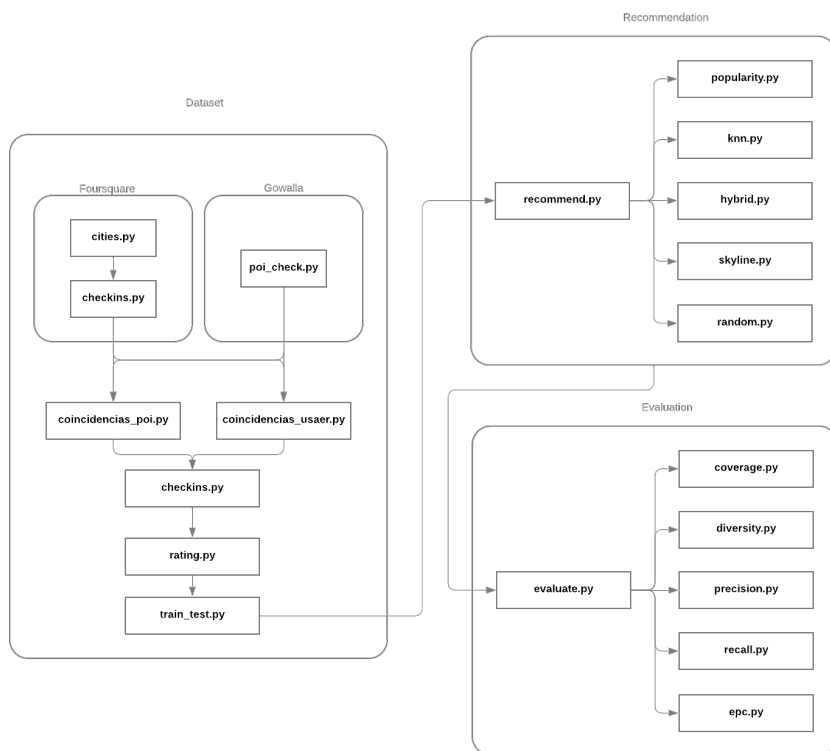 Recommendation
popularity.py
knn.py
recommend.py
hybrid.py
skyline.py
random.py
Dataset
Foursquare
Gowalla
cities.py
poi_check.py
checkins.py
coincidencias_poi.py
coincidencias_usaer.py
checkins.py
rating.py
train_test.py
Evaluation
coverage.py
diversity.py
evaluate.py
precision.py
recall.py
epc.py